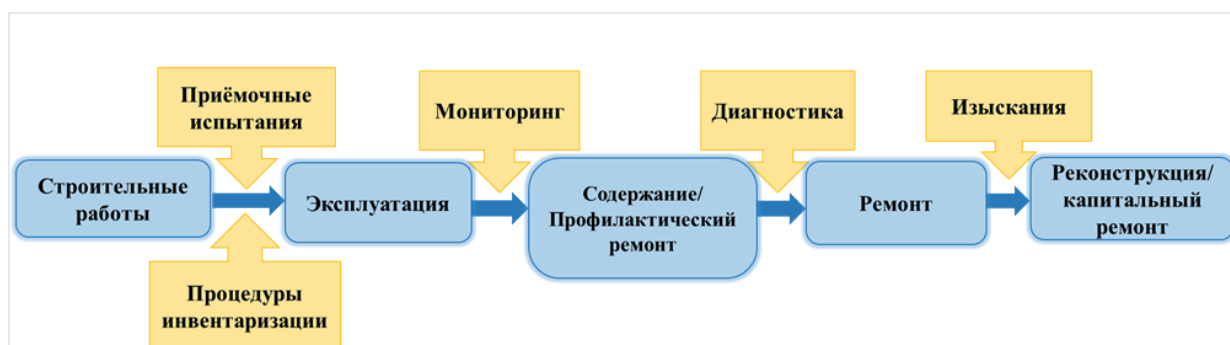 Приёмочные
испытания
Мониторинг
Диагностика
Изыскания
Строительные
работы
Эксплуатация
Содержание/
Профилактический
ремонт
Ремонт
Реконструкция/
капитальный
ремонт
Процедуры
инвентаризации